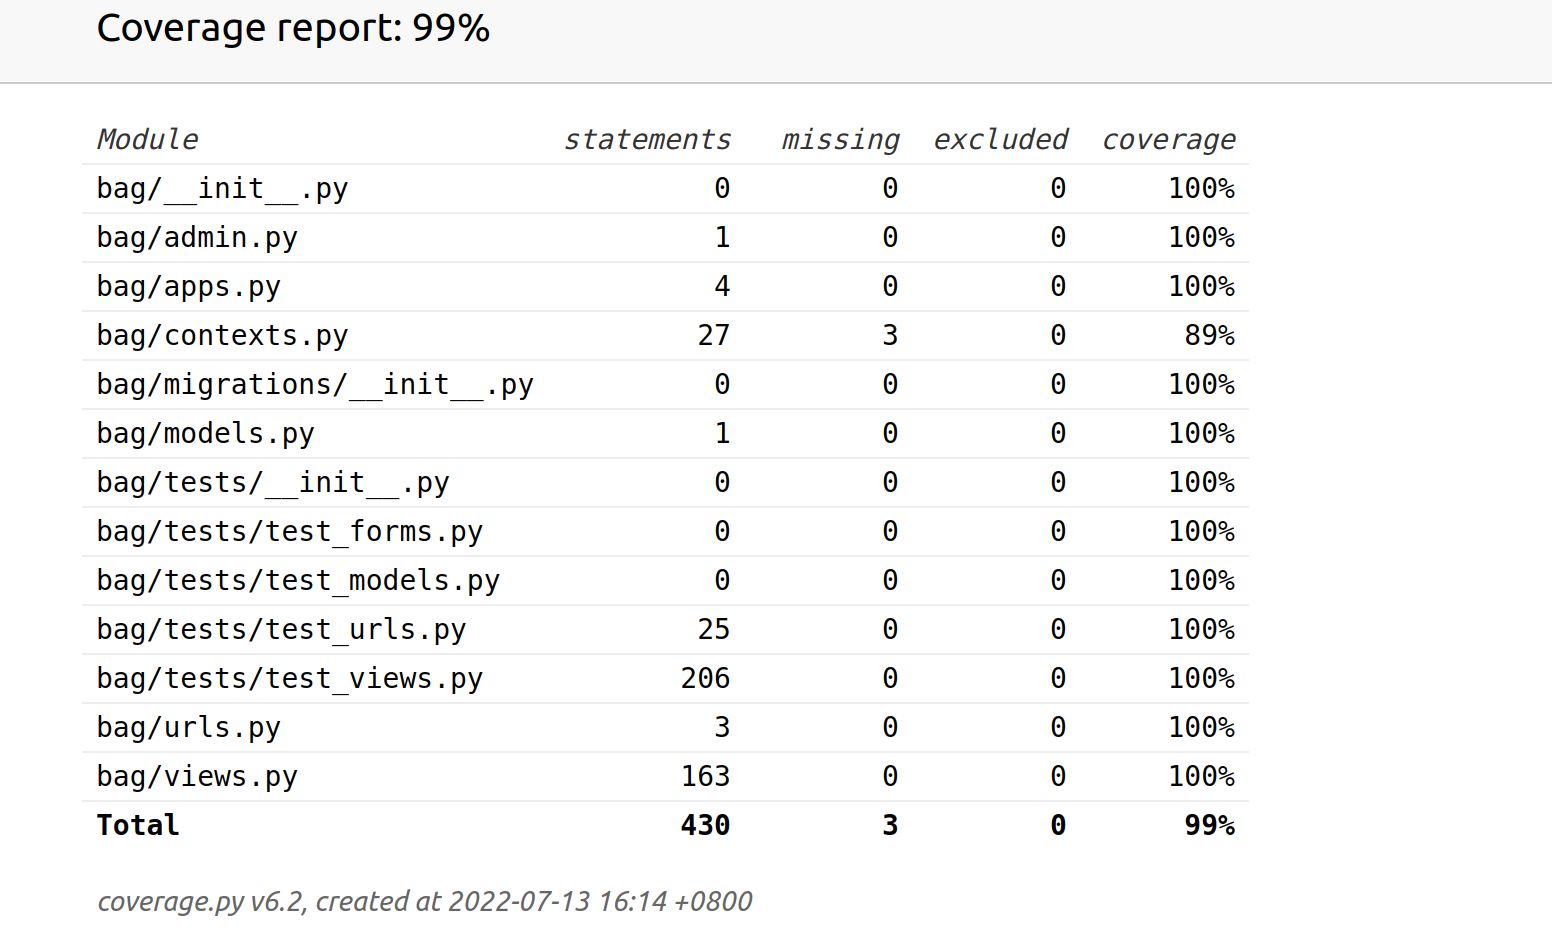 Coverage report: 99%
Module statements missing excluded coverage
bag/__init__.py 0 0 0 100%
bag/admin.py 1 0 0 100%
bag/apps.py 4 0 0 100%
bag/contexts.py 27 3 0 89%
bag/migrations/__init__.py 0 0 0 100%
bag/models.py 1 0 0 100%
bag/tests/__init__.py 0 0 0 100%
bag/tests/test_forms.py 0 0 0 100%
bag/tests/test_models.py 0 0 0 100%
bag/tests/test_urls.py 25 0 0 100%
bag/tests/test_views.py 206 0 0 100%
bag/urls.py 3 0 0 100%
bag/views.py 163 0 0 100%
Total 430 3 0 99%
coverage.py v6.2, created at 2022-07-13 16:14 +0800